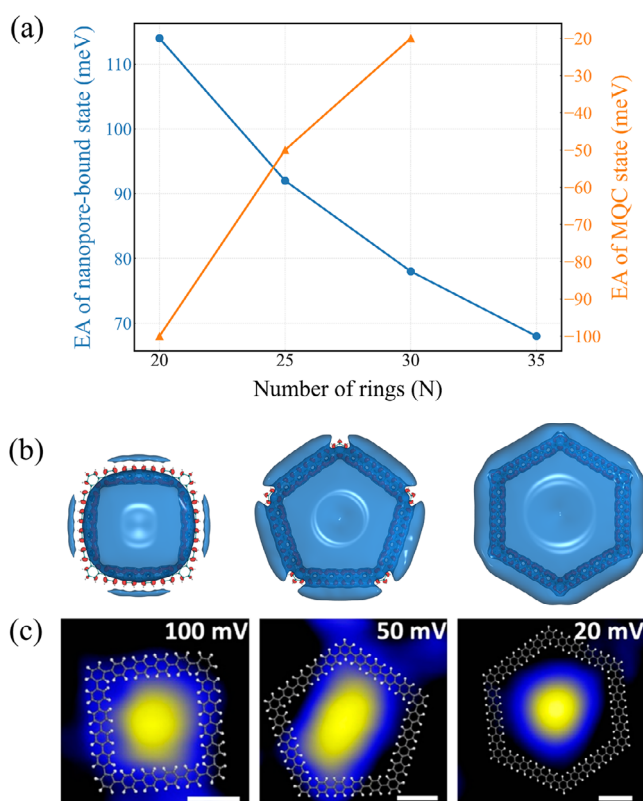 (a)
EA of nanopore-bound state (meV)
110
100
90
80
70
−20
−30
−40
−50
−60
−70
−80
−90
−100
EA of MQC state (meV)
20 25 30 35
Number of rings (N)
(b)
(c)
100 mV 50 mV 20 mV